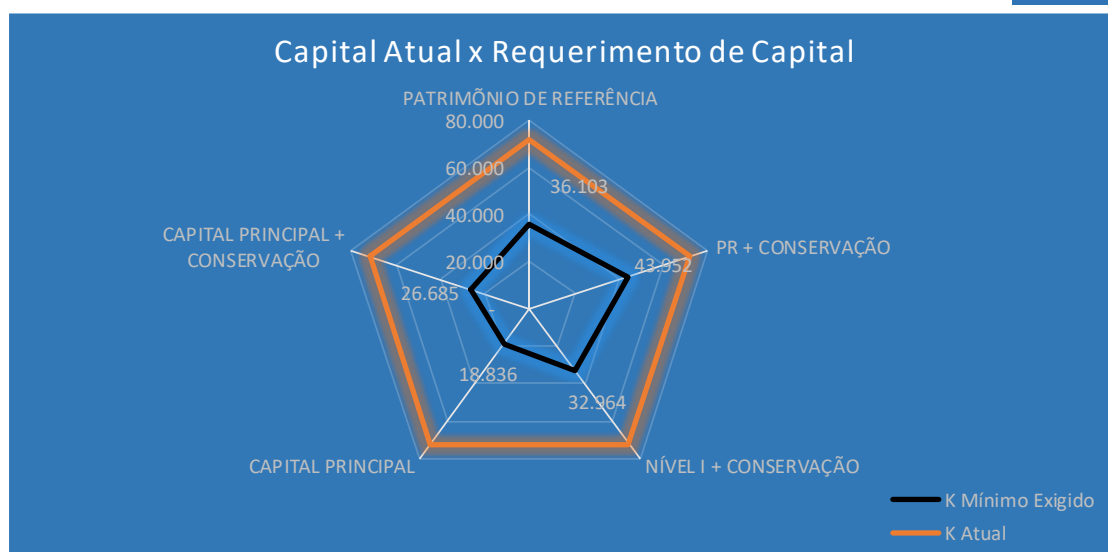 Capital Atual x Requerimento de Capital
PATRIMÕNIO DE REFERÊNCIA
80.000
60.000
36.103
40.000
CAPITAL PRINCIPAL +
CONSERVAÇÃO
PR + CONSERVAÇÃO
20.000
43.952
26.685
-
18.836
32.964
CAPITAL PRINCIPAL
NÍVEL I + CONSERVAÇÃO
K Mínimo Exigido
K Atual